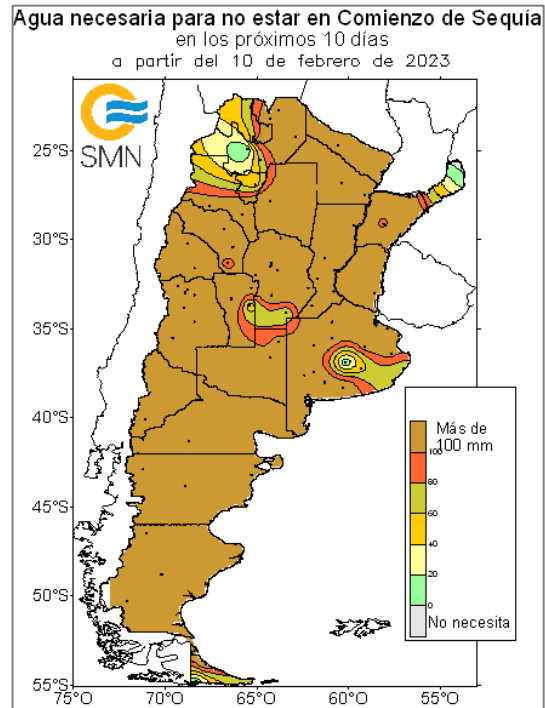 Agua necesaria para no estar en Comienzo de Sequía
en los próximos 10 días
a partir del 10 de febrero de 2023
SMN
25°S
30°S
35°S
40°S
45°S
50°S
55°S
75°O
70°O
65°O
60°O
55°O
Más de
100 mm
100
80
60
40
20
0
No necesita